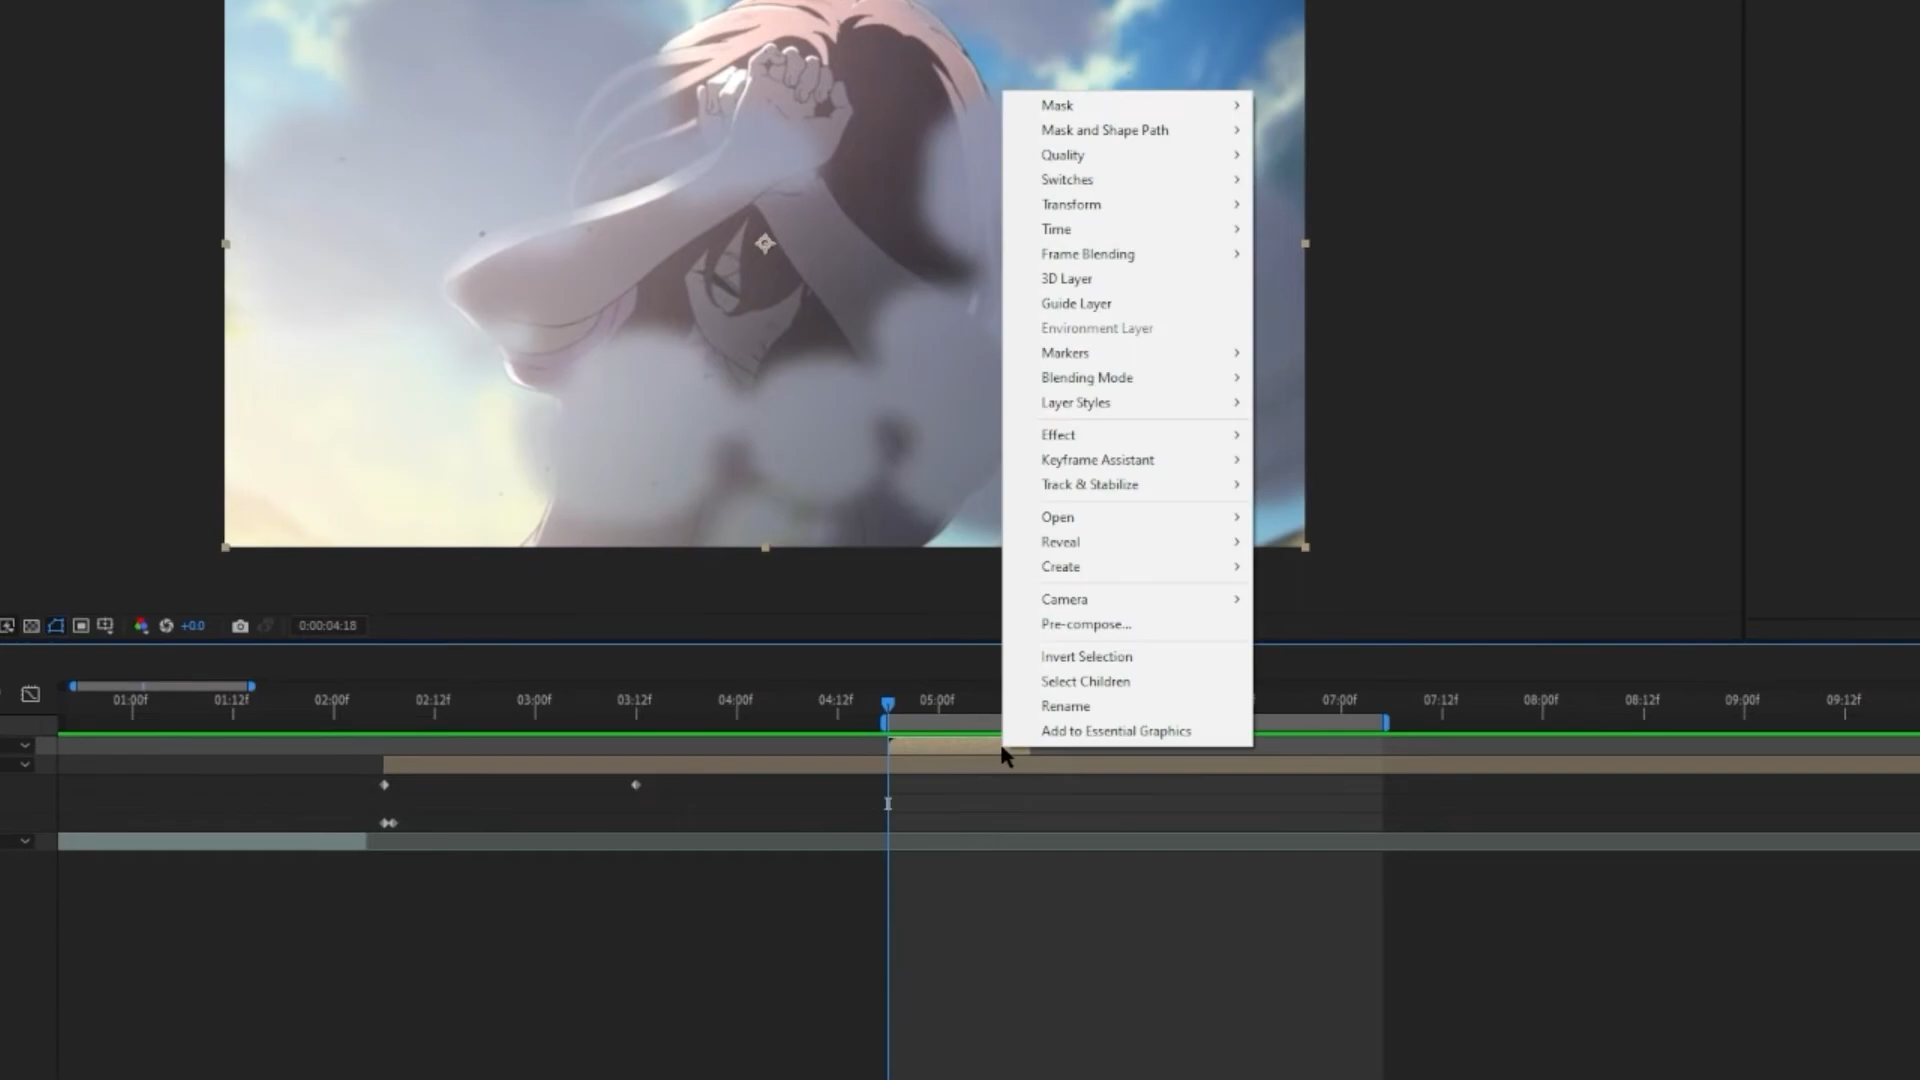 Mask
Mask and Shape Path
Quality
Switches
Transform
Time
Frame Blending
3D Layer
Guide Layer
Environment Layer
Markers
Blending Mode
Layer Styles
Effect
Keyframe Assistant
Track & Stabilize
Open
Reveal
Create
Camera
Pre-compose...
Invert Selection
Select Children
Rename
Add to Essential Graphics
+0.0 0:00:04:18
01:00f 01:12f 02:00f 02:12f 03:00f 03:12f 04:00f 04:12f 05:00f 07:00f 07:12f 08:00f 08:12f 09:00f 09:12f